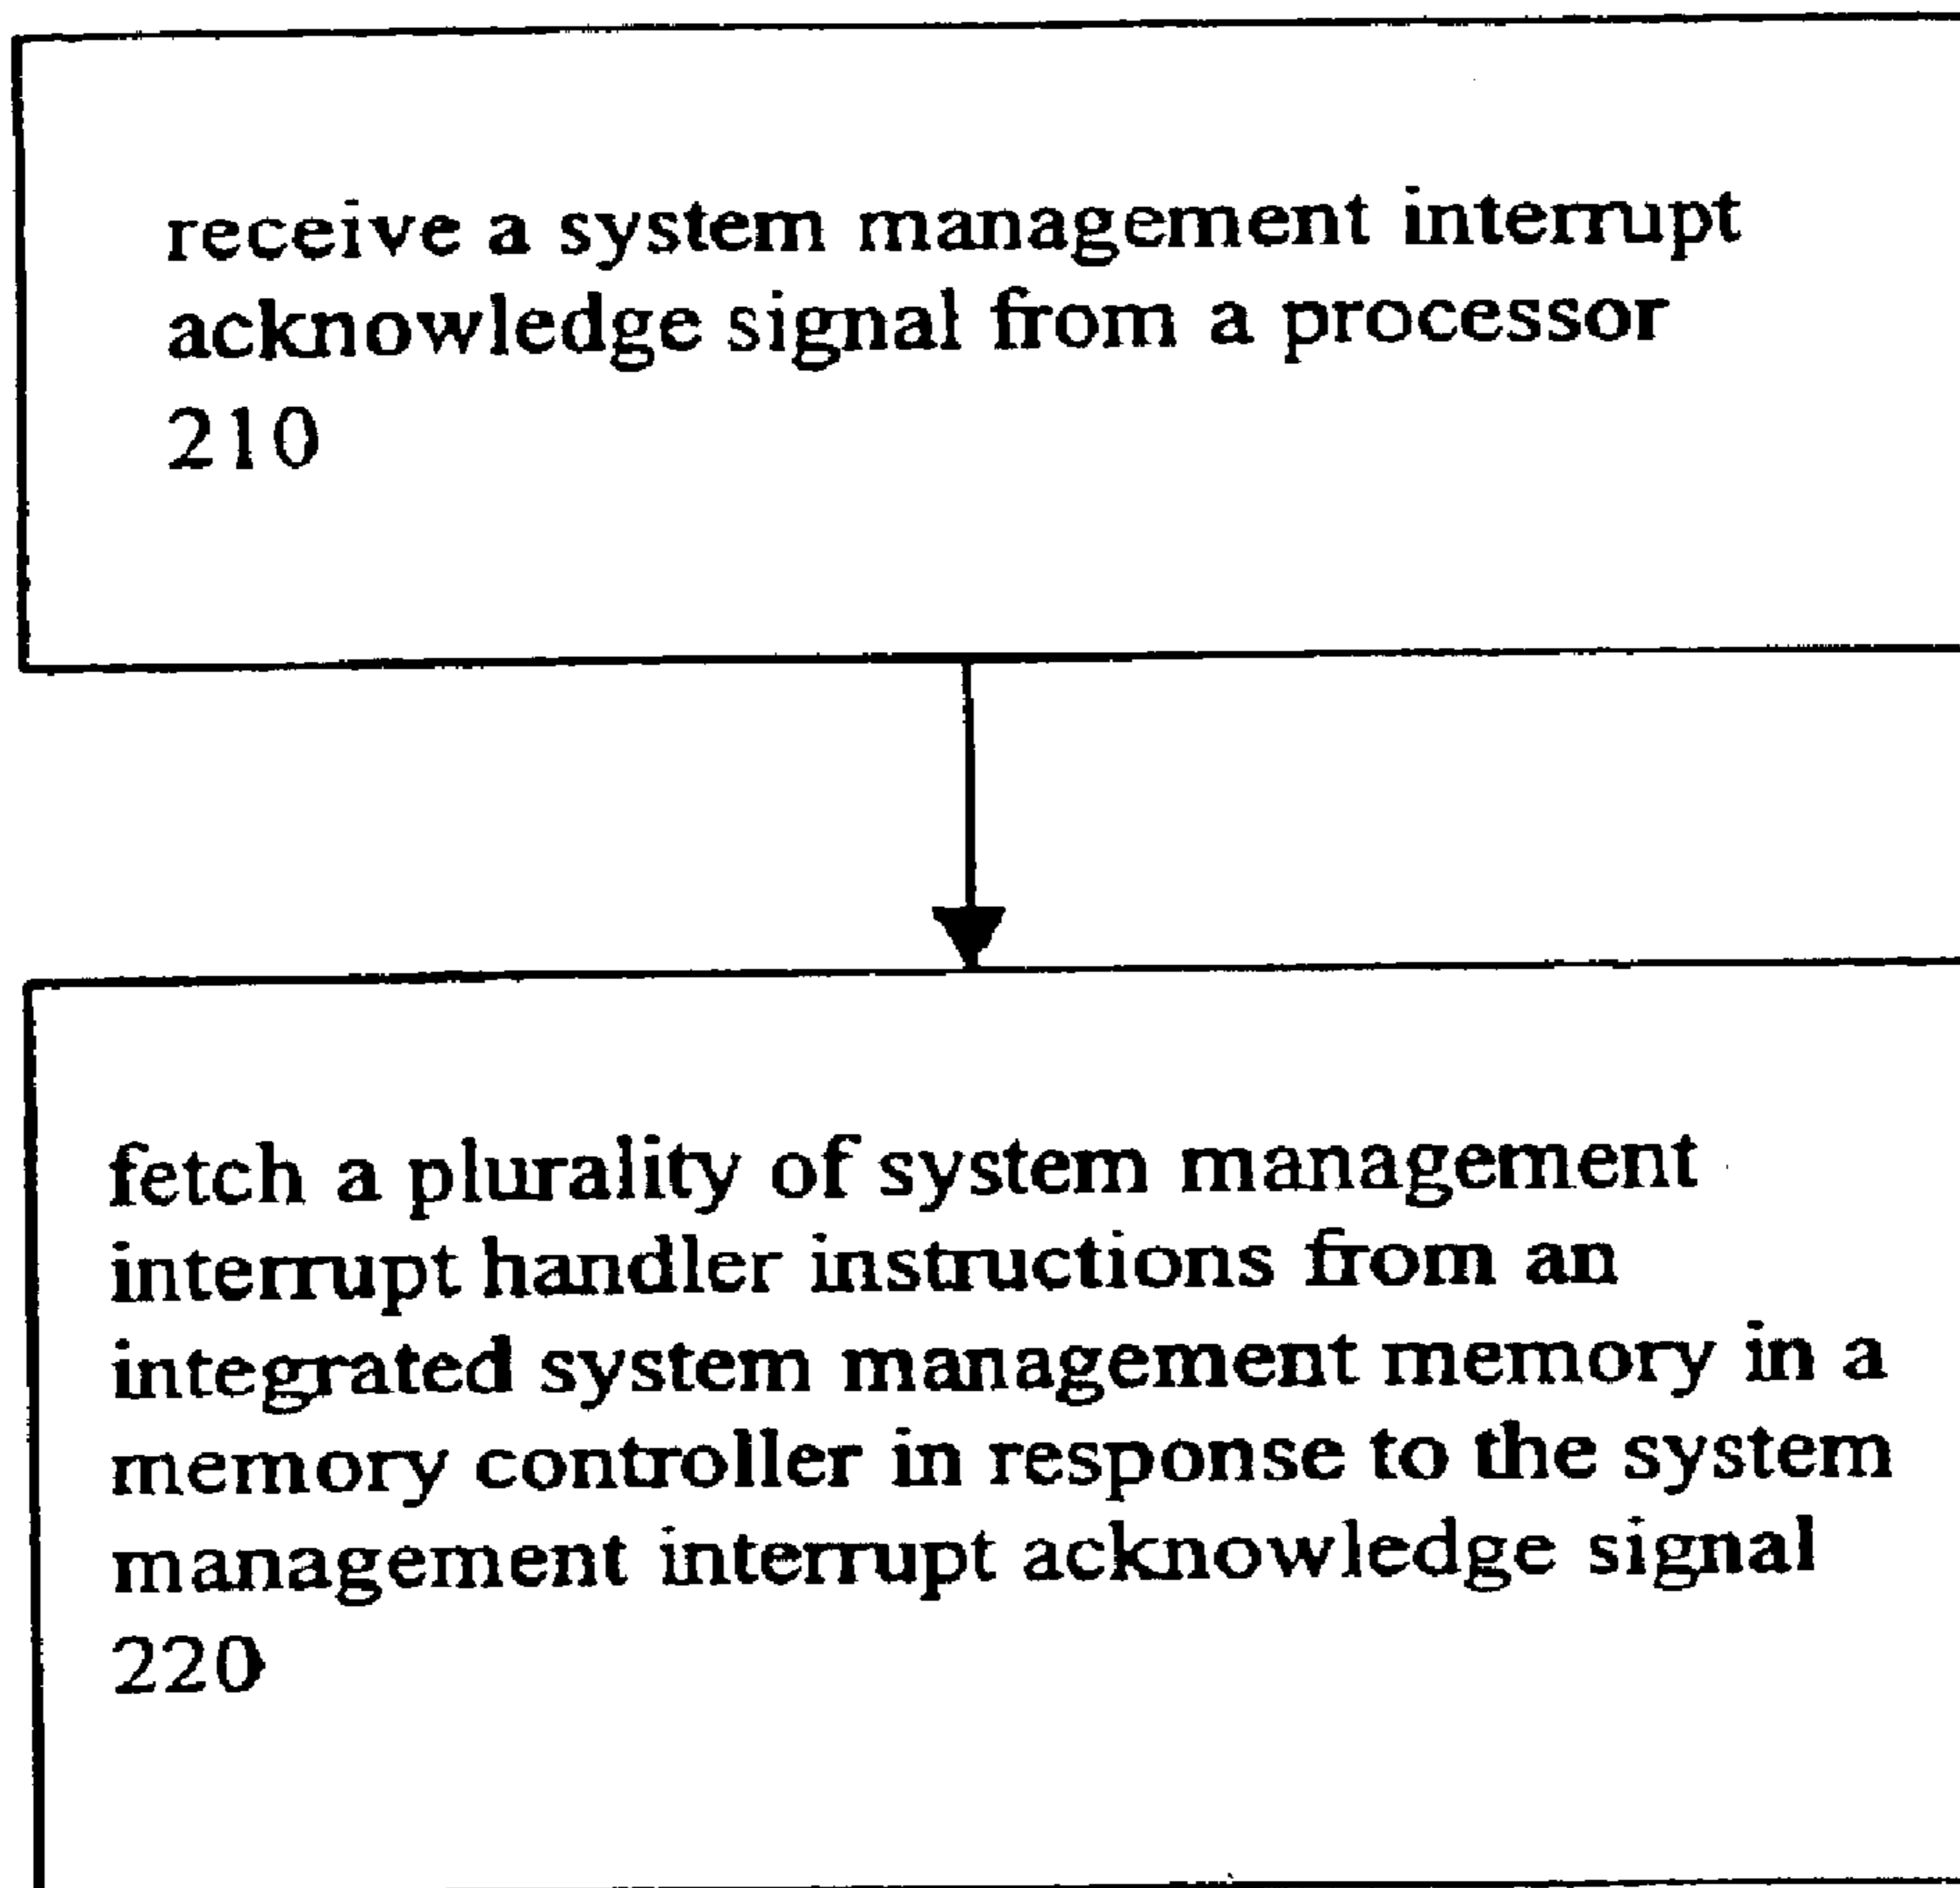 receive a system management interrupt
acknowledge signal from a processor
210
fetch a plurality of system management
interrupt handler instructions from an
integrated system management memory in a
memory controller in response to the system
management interrupt acknowledge signal
220